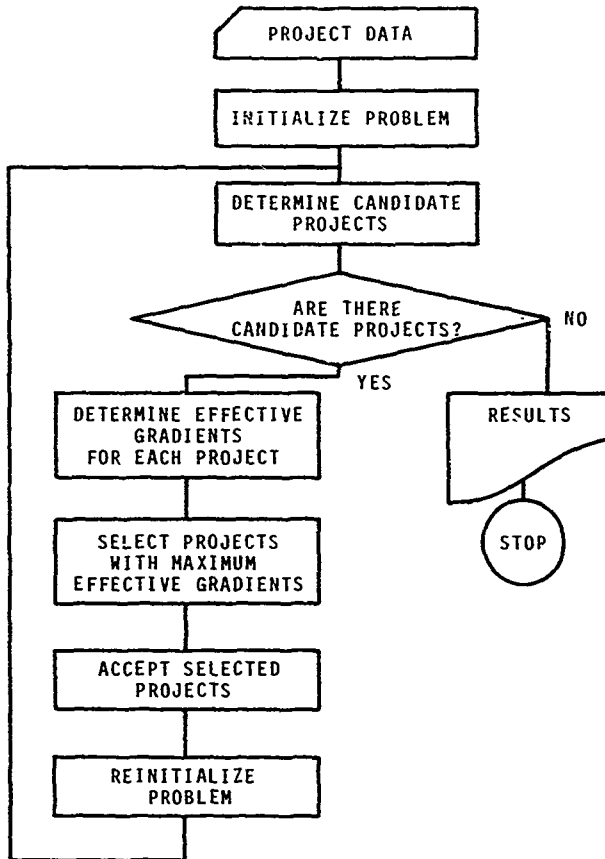 PROJECT DATA
INITIALIZE PROBLEM
DETERMINE CANDIDATE
PROJECTS
ARE THERE
CANDIDATE PROJECTS?
NO
YES
DETERMINE EFFECTIVE
GRADIENTS
FOR EACH PROJECT
RESULTS
SELECT PROJECTS
WITH MAXIMUM
EFFECTIVE GRADIENTS
STOP
ACCEPT SELECTED
PROJECTS
REINITIALIZE
PROBLEM